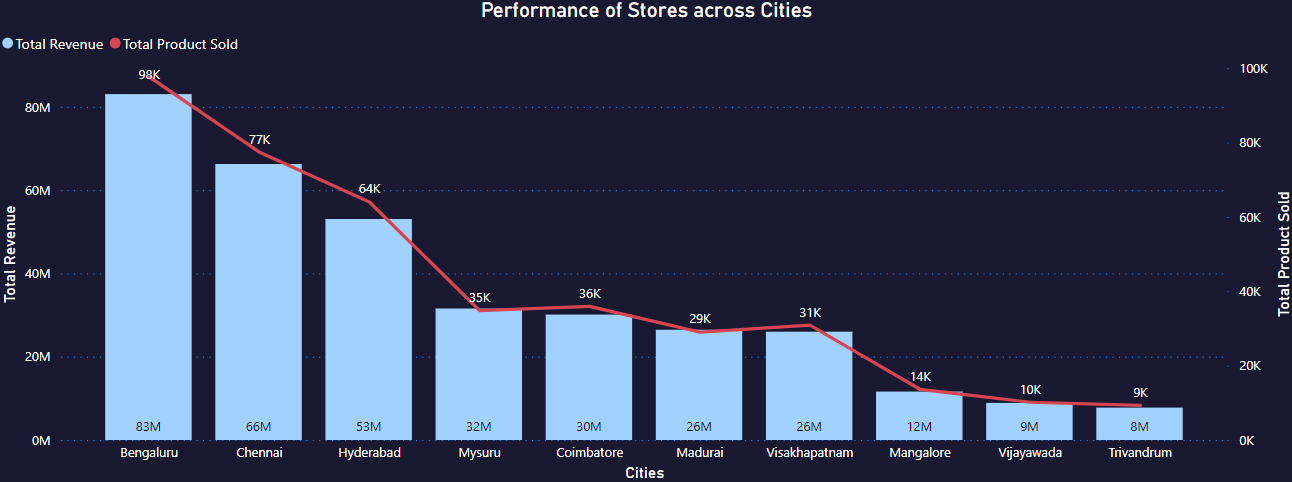 Performance of Stores across Cities
Total Revenue Total Product Sold
98K 77K 64K 35K 36K 29K 31K 14K 10K 9K
83M 66M 53M 32M 30M 26M 26M 12M 9M 8M
80M
60M
40M
20M
0M
Total Revenue
100K
80K
60K
40K
20K
0K
Total Product Sold
Bengaluru Chennai Hyderabad Mysuru Coimbatore Madurai Visakhapatnam Mangalore Vijayawada Trivandrum
Cities